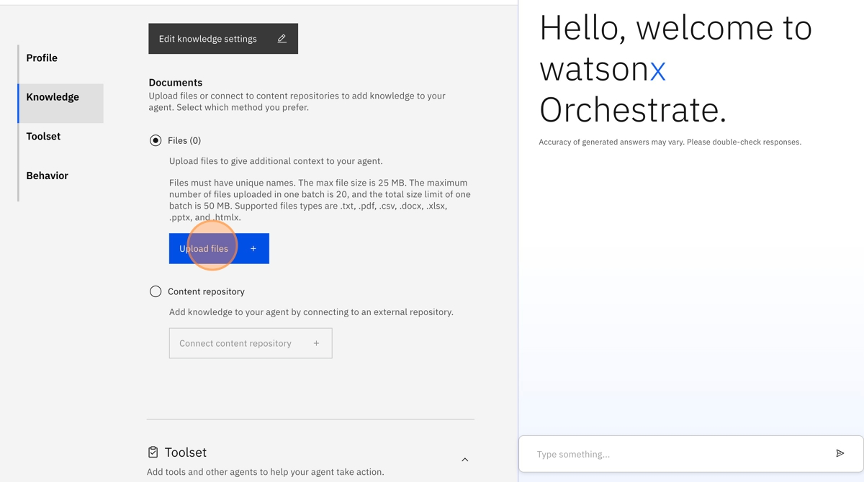 Edit knowledge settings
Profile
Knowledge
Toolset
Behavior
Documents
Upload files or connect to content repositories to add knowledge to your
agent. Select which method you prefer.
Files (0)
Upload files to give additional context to your agent.
Files must have unique names. The max file size is 25 MB. The maximum
number of files uploaded in one batch is 20, and the total size limit of one
batch is 50 MB. Supported files types are .txt, .pdf, .csv, .docx, .xlsx,
.pptx, and .htmlx.
Upload files +
Content repository
Add knowledge to your agent by connecting to an external repository.
Connect content repository +
Toolset
Add tools and other agents to help your agent take action.
Hello, welcome to
watsonx
Orchestrate.
Accuracy of generated answers may vary. Please double-check responses.
Type something...